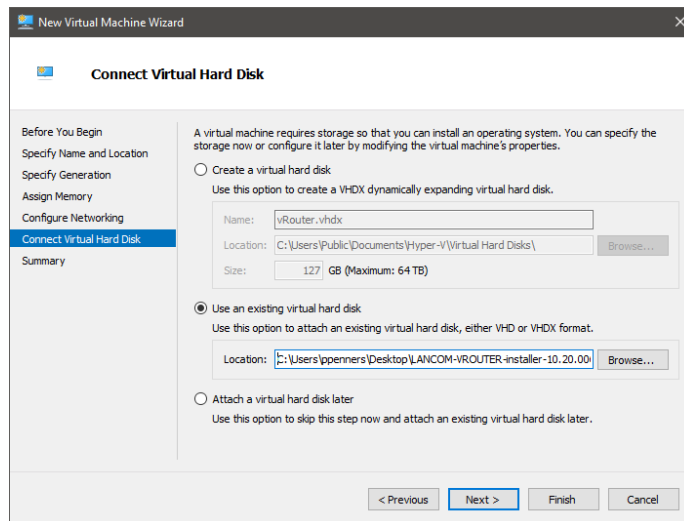 New Virtual Machine Wizard
Connect Virtual Hard Disk
Before You Begin
Specify Name and Location
Specify Generation
Assign Memory
Configure Networking
Connect Virtual Hard Disk
Summary
A virtual machine requires storage so that you can install an operating system. You can specify the
storage now or configure it later by modifying the virtual machine's properties.
Create a virtual hard disk
Use this option to create a VHDX dynamically expanding virtual hard disk.
Name: vRouter.vhdx
Location: C:\Users\Public\Documents\Hyper-V\Virtual Hard Disks\ Browse...
Size: 127 GB (Maximum: 64 TB)
Use an existing virtual hard disk
Use this option to attach an existing virtual hard disk, either VHD or VHDX format.
Location: C:\Users\ppenners\Desktop\LANCOM-VROUTER-installer-10.20.00 Browse...
Attach a virtual hard disk later
Use this option to skip this step now and attach an existing virtual hard disk later.
< Previous Next > Finish Cancel